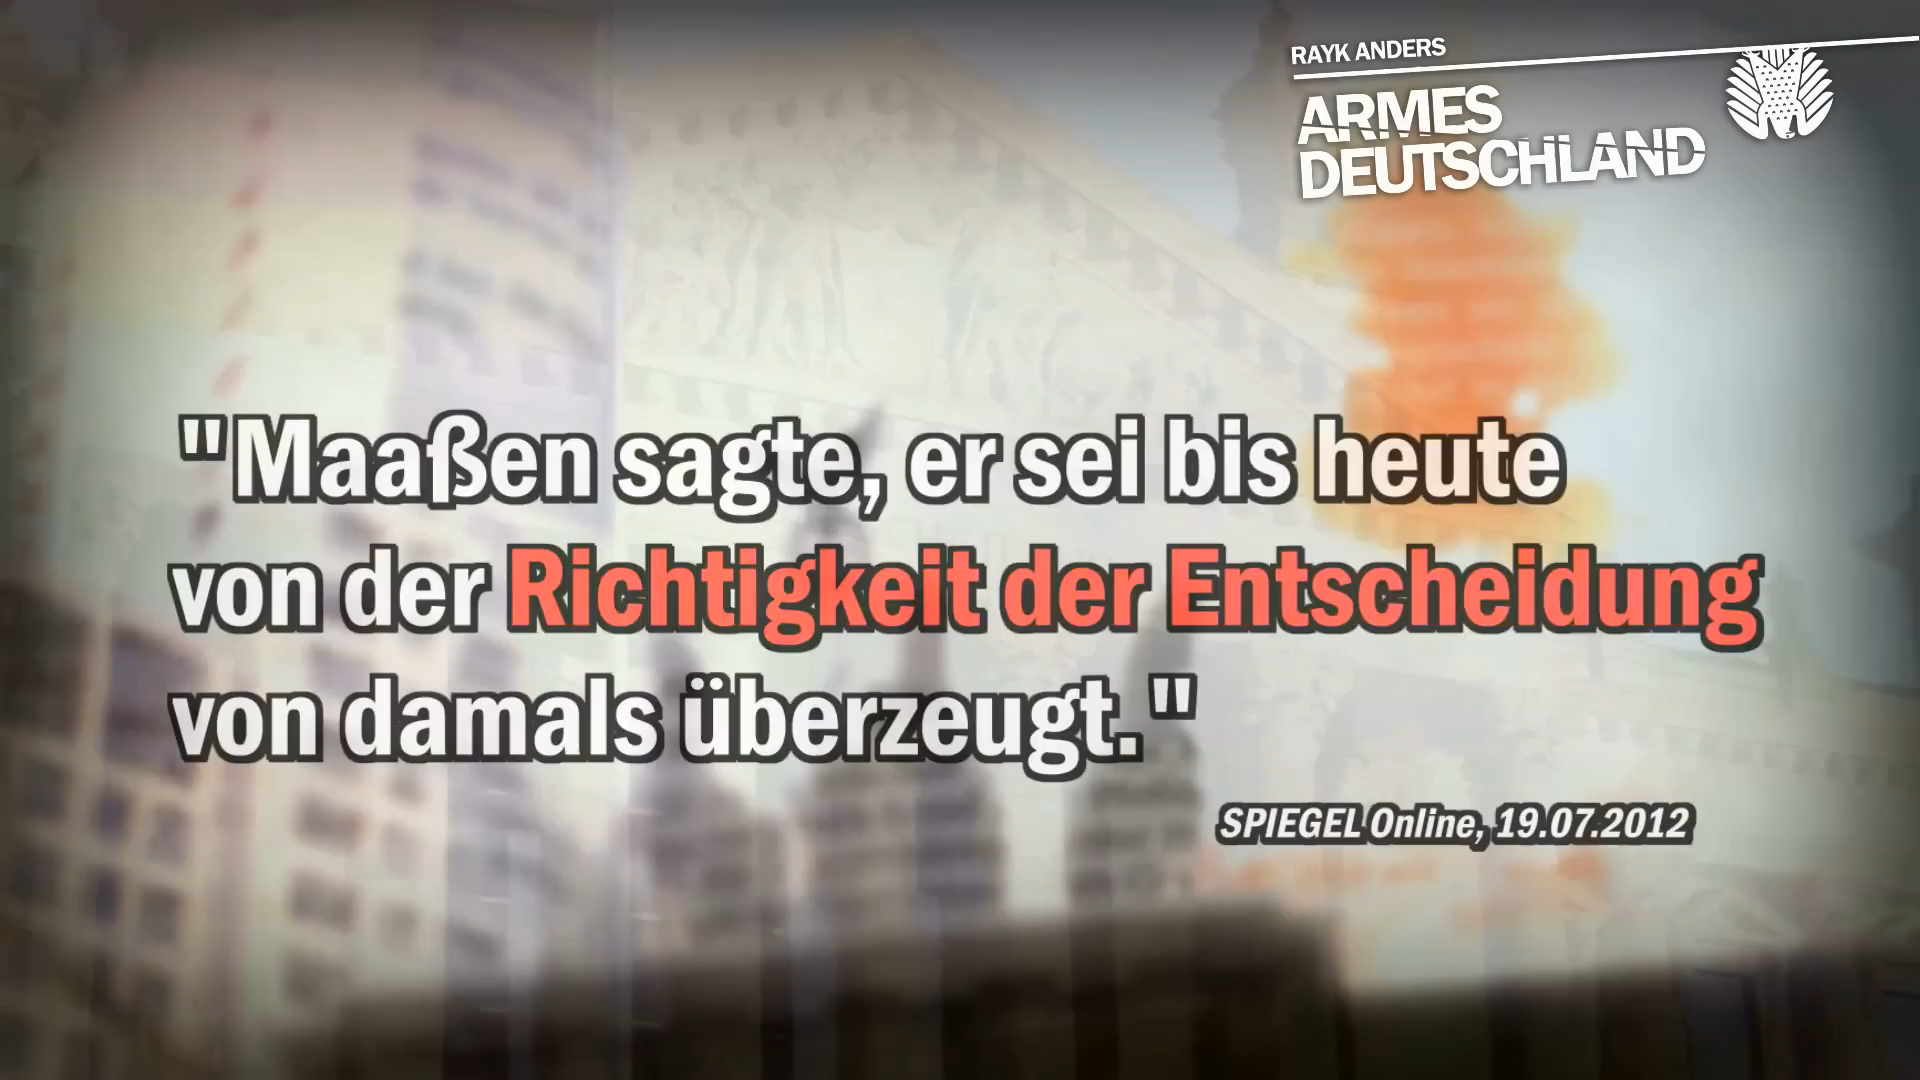 RAYK ANDERS
ARMES
DEUTSCHLAND
"Maaßen sagte, er sei bis heute
von der Richtigkeit der Entscheidung
von damals überzeugt."
SPIEGEL Online, 19.07.2012